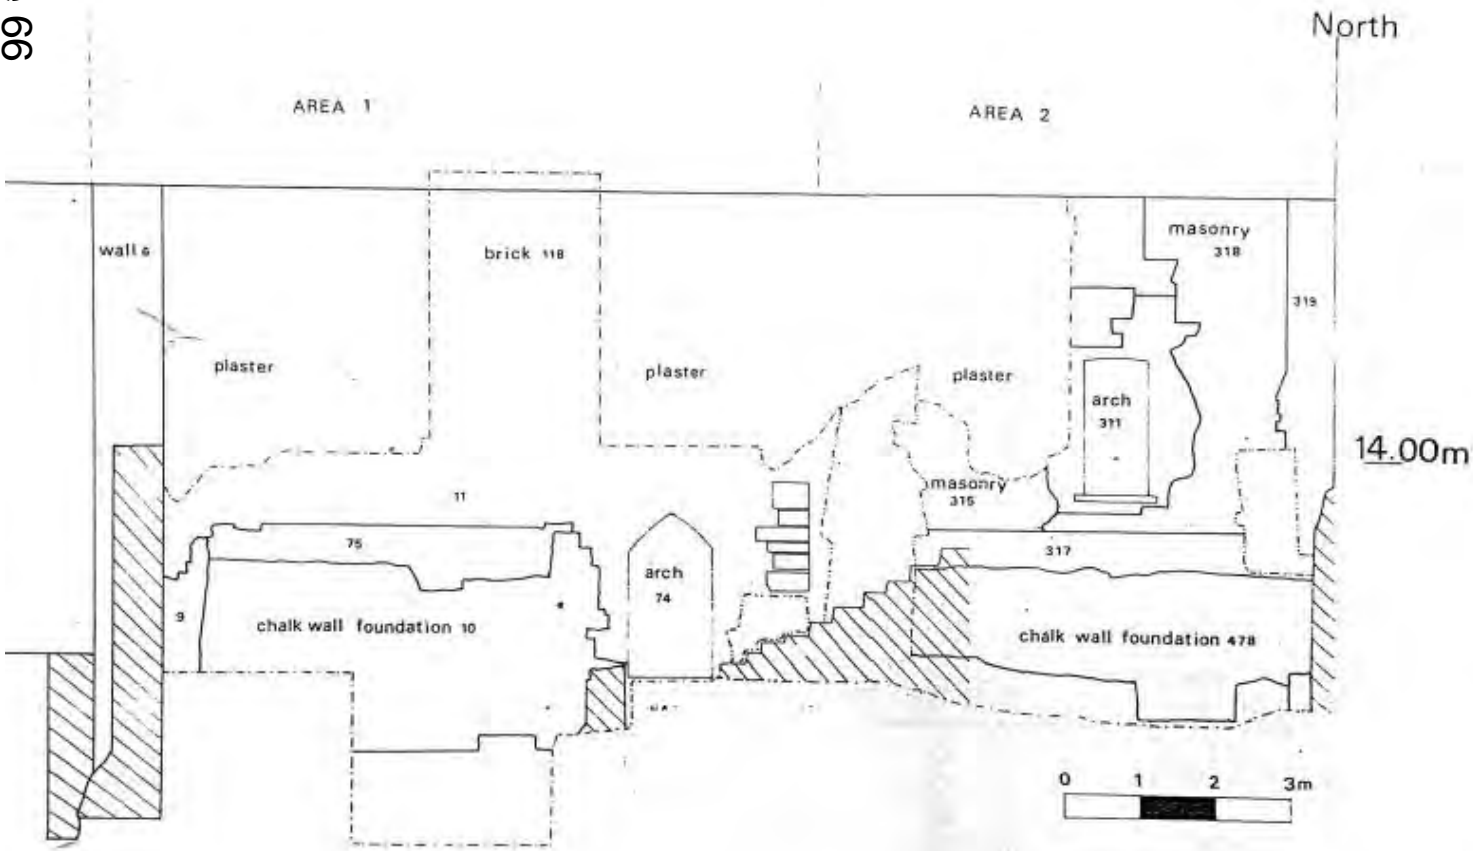 99
North
AREA 1
AREA 2
wall 6
brick 118
masonry
318
319
plaster
plaster
plaster
arch
311
14.00m
11
masonry
315
75
317
arch
74
9
chalk wall foundation 10
chalk wall foundation 478
0 1 2 3m